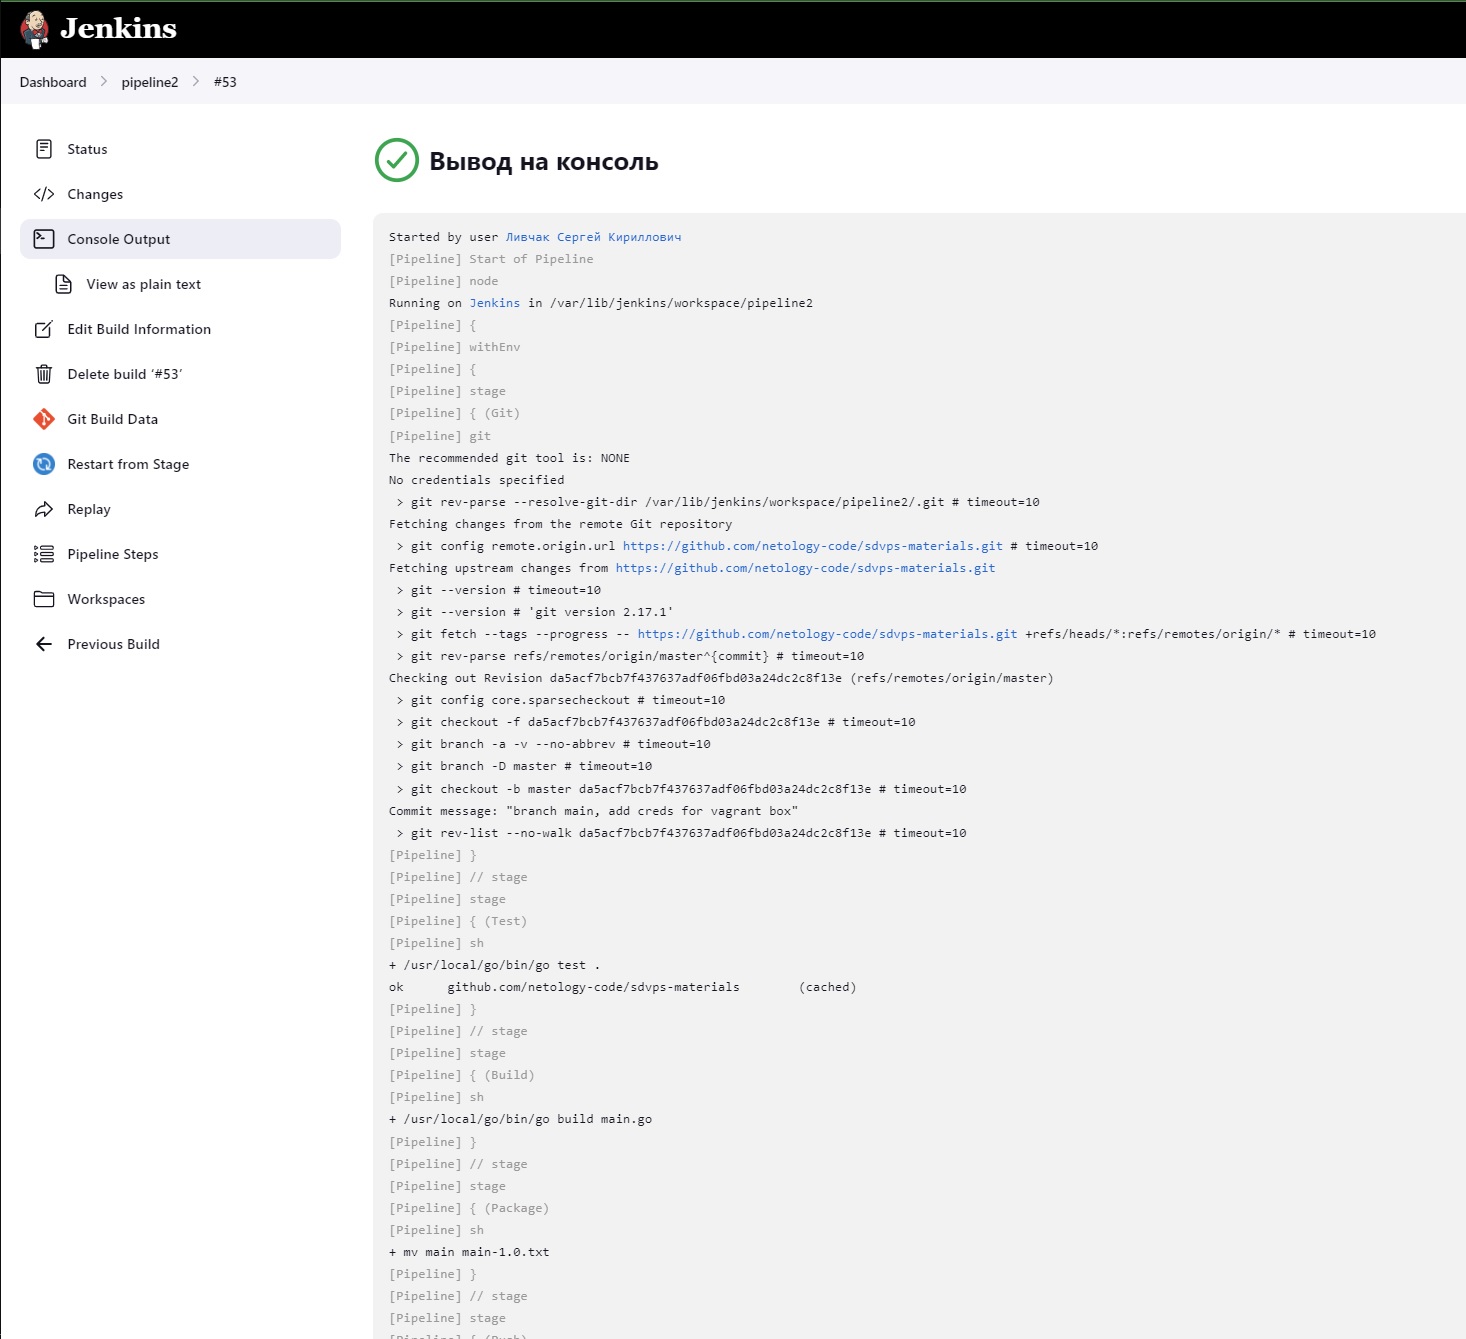 Jenkins
Dashboard > pipeline2 > #53
Status
Changes
Console Output
View as plain text
Edit Build Information
Delete build ‘#53’
Git Build Data
Restart from Stage
Replay
Pipeline Steps
Workspaces
Previous Build
Вывод на консоль
Started by user Ливчак Сергей Кириллович
[Pipeline] Start of Pipeline
[Pipeline] node
Running on Jenkins in /var/lib/jenkins/workspace/pipeline2
[Pipeline] {
[Pipeline] withEnv
[Pipeline] {
[Pipeline] stage
[Pipeline] { (Git)
[Pipeline] git
The recommended git tool is: NONE
No credentials specified
> git rev-parse --resolve-git-dir /var/lib/jenkins/workspace/pipeline2/.git # timeout=10
Fetching changes from the remote Git repository
> git config remote.origin.url https://github.com/netology-code/sdvps-materials.git # timeout=10
Fetching upstream changes from https://github.com/netology-code/sdvps-materials.git
> git --version # timeout=10
> git --version # 'git version 2.17.1'
> git fetch --tags --progress -- https://github.com/netology-code/sdvps-materials.git +refs/heads/*:refs/remotes/origin/* # timeout=10
> git rev-parse refs/remotes/origin/master^{commit} # timeout=10
Checking out Revision da5acf7bcb7f437637adf06fbd03a24dc2c8f13e (refs/remotes/origin/master)
> git config core.sparsecheckout # timeout=10
> git checkout -f da5acf7bcb7f437637adf06fbd03a24dc2c8f13e # timeout=10
> git branch -a -v --no-abbrev # timeout=10
> git branch -D master # timeout=10
> git checkout -b master da5acf7bcb7f437637adf06fbd03a24dc2c8f13e # timeout=10
Commit message: "branch main, add creds for vagrant box"
> git rev-list --no-walk da5acf7bcb7f437637adf06fbd03a24dc2c8f13e # timeout=10
[Pipeline] }
[Pipeline] // stage
[Pipeline] stage
[Pipeline] { (Test)
[Pipeline] sh
+ /usr/local/go/bin/go test .
ok github.com/netology-code/sdvps-materials (cached)
[Pipeline] }
[Pipeline] // stage
[Pipeline] stage
[Pipeline] { (Build)
[Pipeline] sh
+ /usr/local/go/bin/go build main.go
[Pipeline] }
[Pipeline] // stage
[Pipeline] stage
[Pipeline] { (Package)
[Pipeline] sh
+ mv main main-1.0.txt
[Pipeline] }
[Pipeline] // stage
[Pipeline] stage
[Pipeline] { (Push)